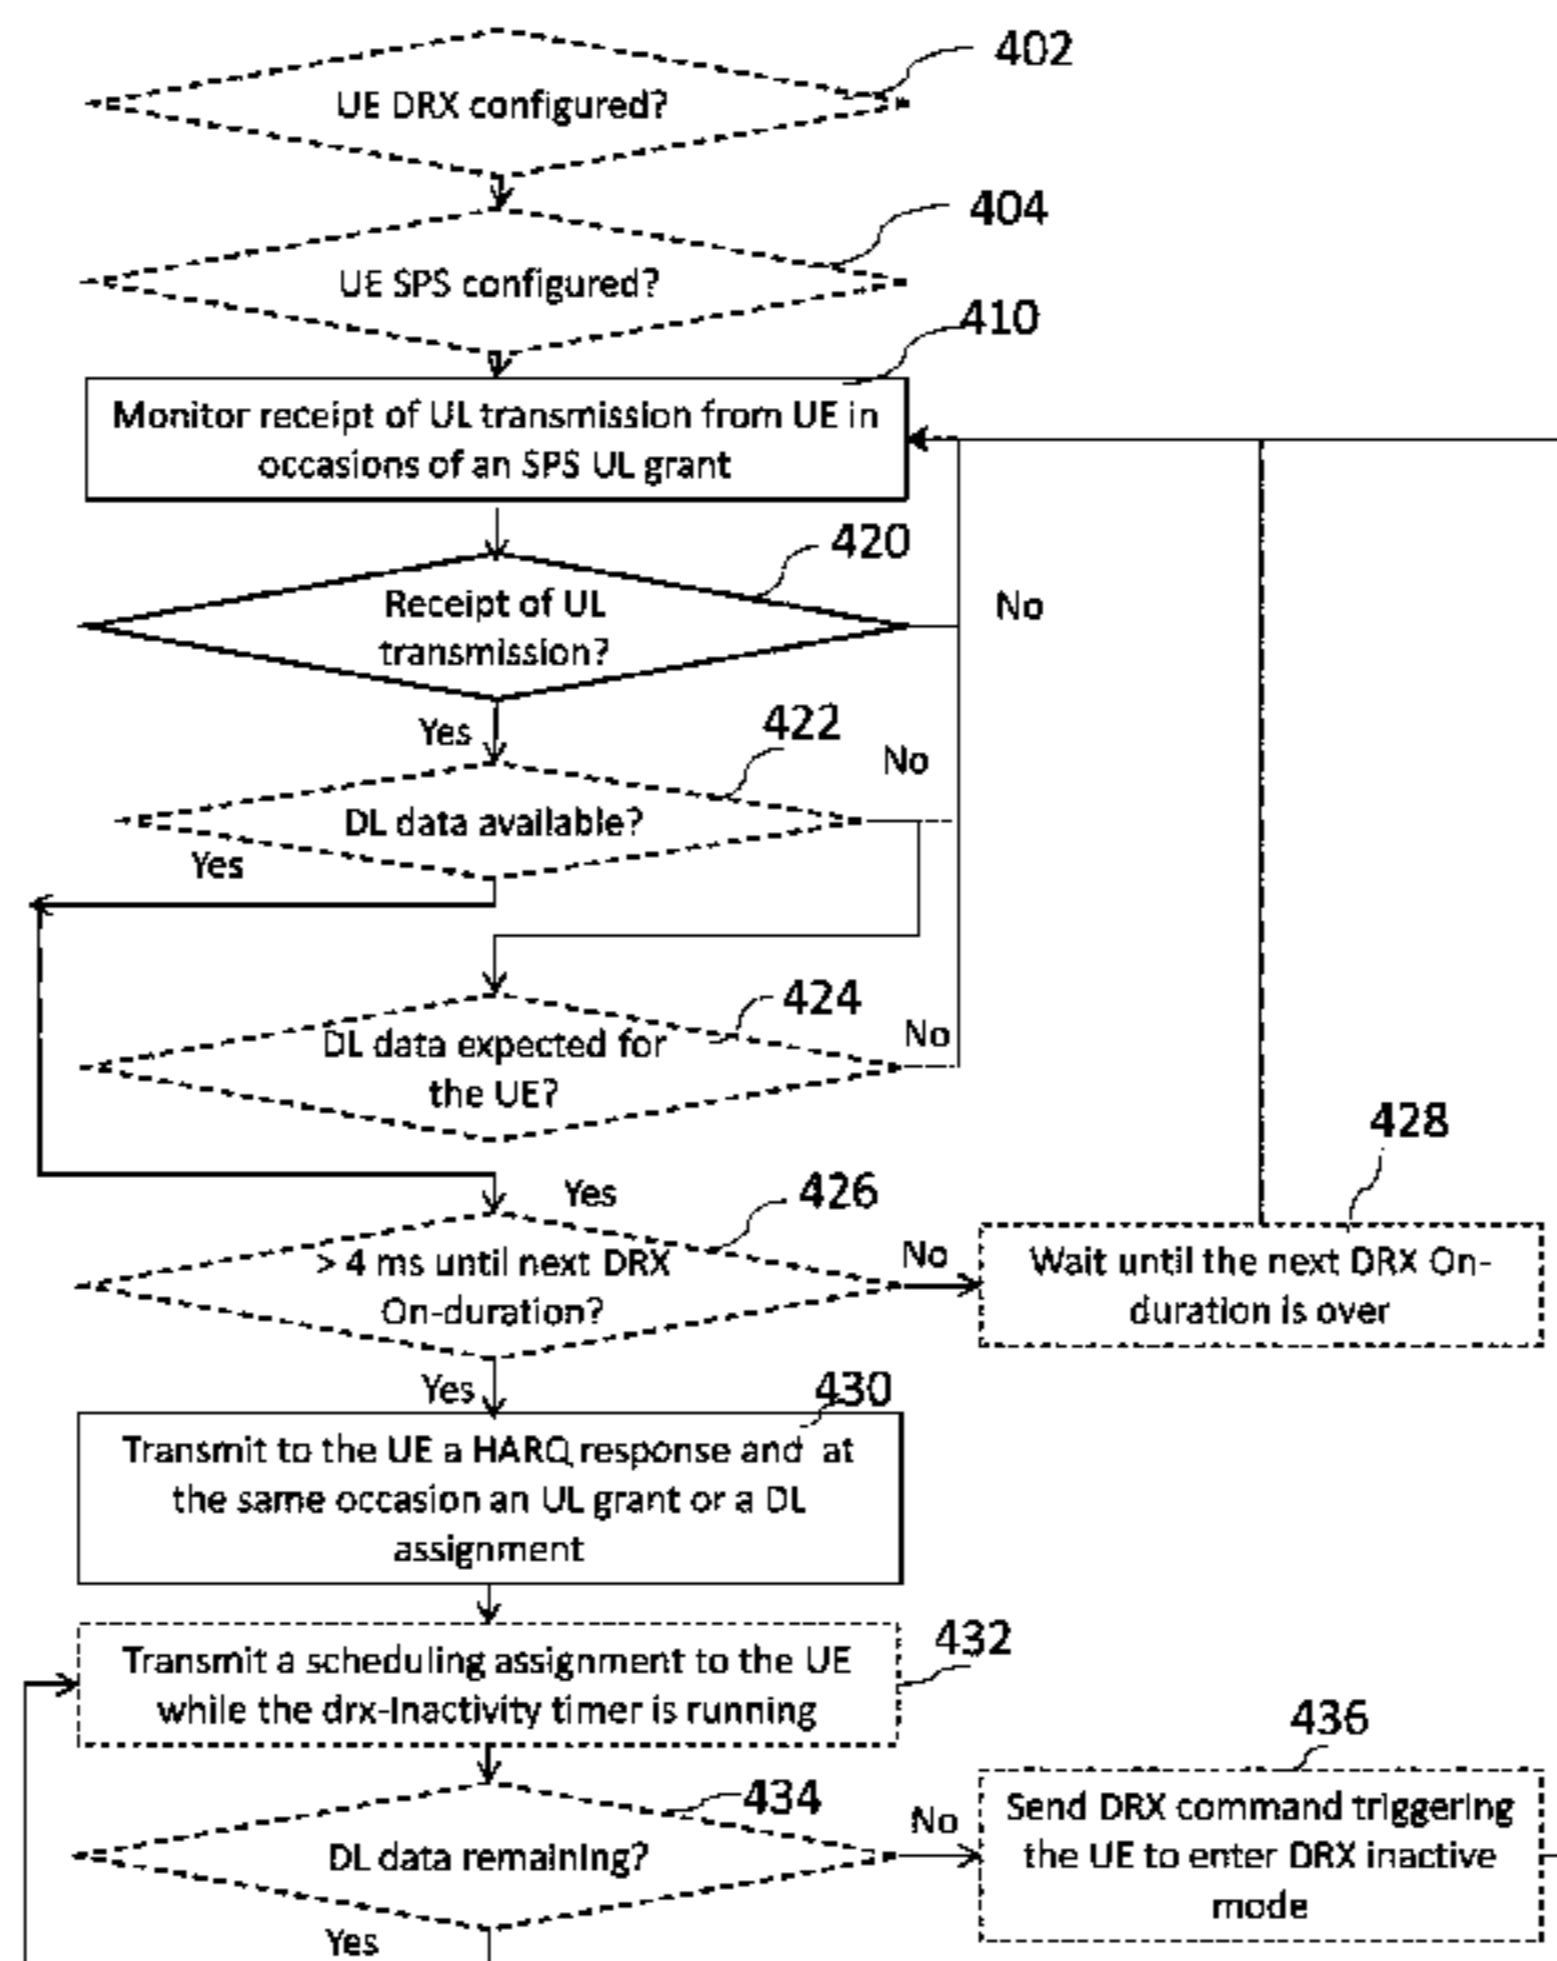 402
UE DRX configured?
404
UE SPS configured?
410
Monitor receipt of UL transmission from UE in
occasions of an SPS UL grant
420
Receipt of UL
transmission?
No
Yes
422
No
DL data available?
Yes
424
DL data expected for
the UE?
No
428
Yes
426
> 4 ms until next DRX
On-duration?
No
Wait until the next DRX On-
duration is over
Yes
430
Transmit to the UE a HARQ response and at
the same occasion an UL grant or a DL
assignment
432
Transmit a scheduling assignment to the UE
while the drx-Inactivity timer is running
436
434
DL data remaining?
No
Send DRX command triggering
the UE to enter DRX inactive
mode
Yes